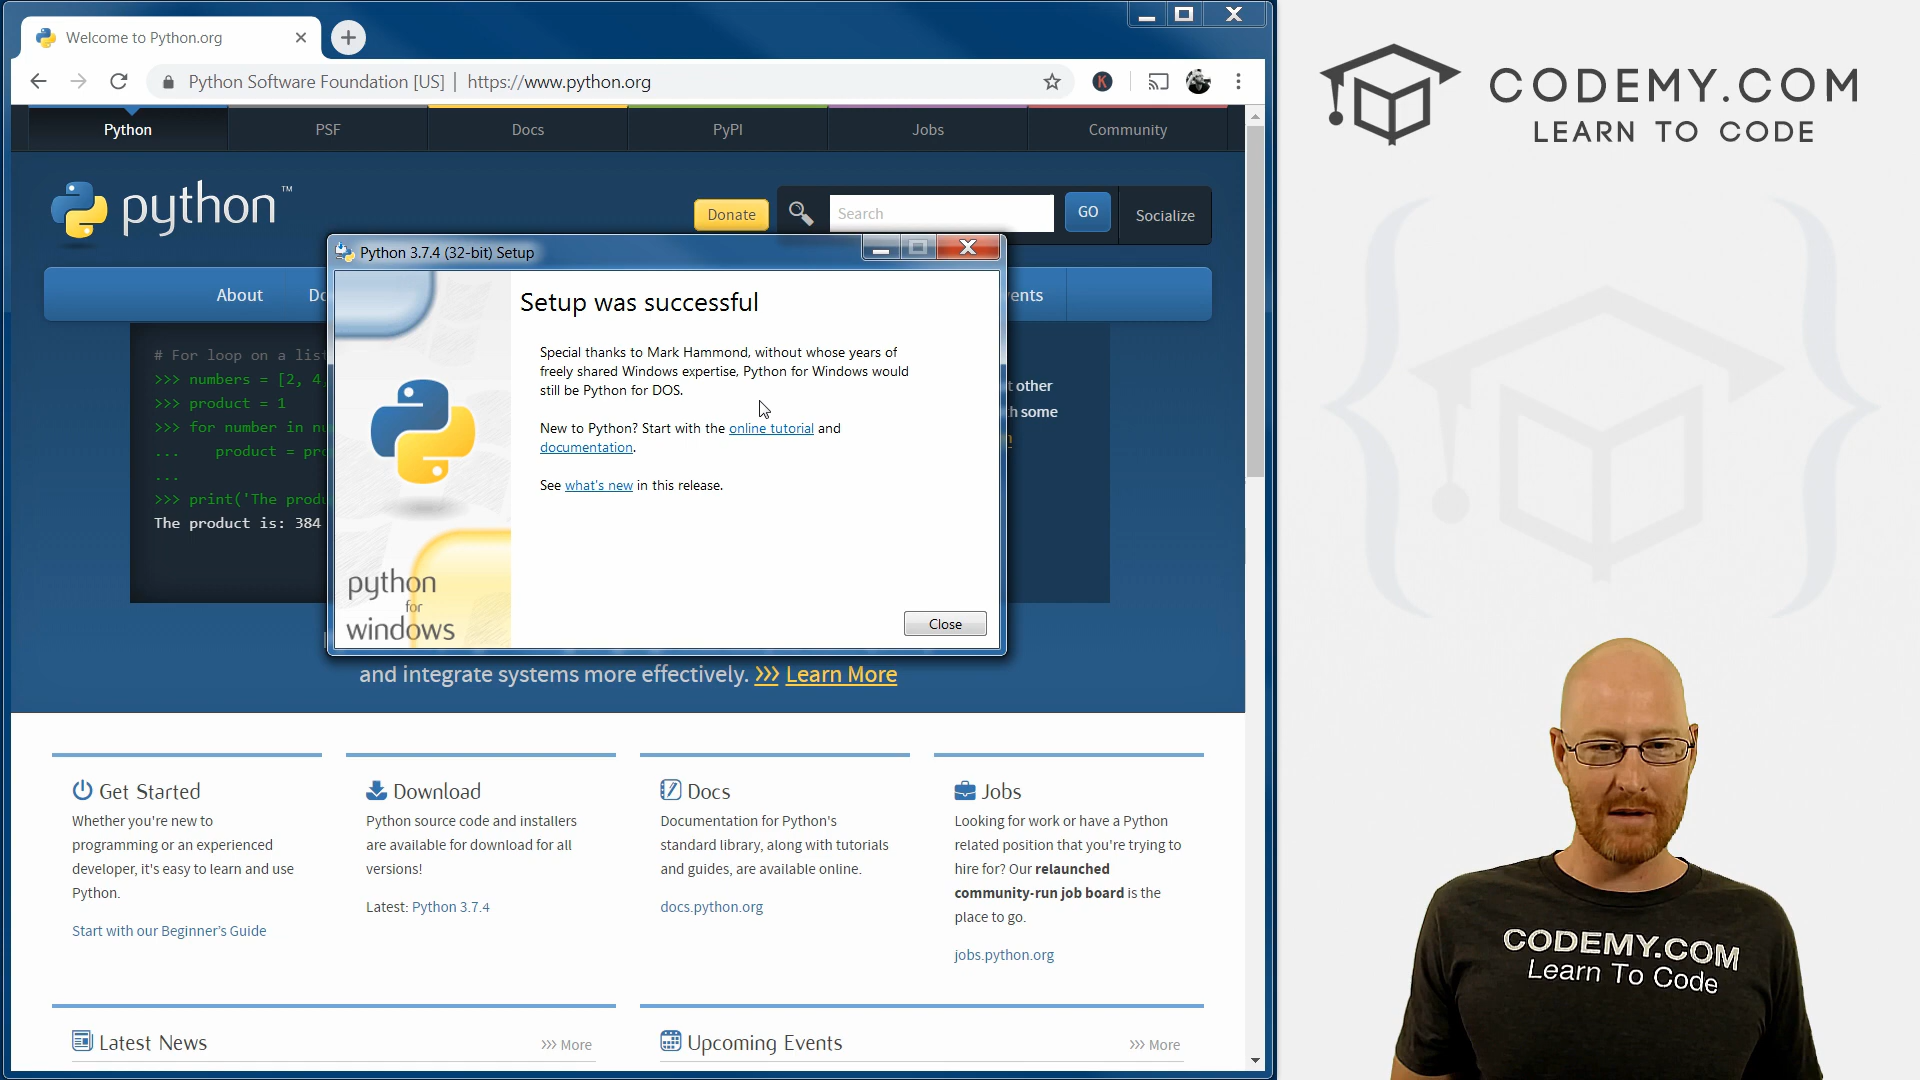 Welcome to Python.org
Python Software Foundation [US] | https://www.python.org
K
Python
PSF
Docs
PyPI
Jobs
Community
python™
Donate
Search
GO
Socialize
Python 3.7.4 (32-bit) Setup
About
# For loop on a list
>>> numbers = [2, 4,
>>> product = 1
>>> for number in
...    product =
...
>>> print('The
The product is: 384
t other
h some
Setup was successful
Special thanks to Mark Hammond, without whose years of
freely shared Windows expertise, Python for Windows would
still be Python for DOS.
New to Python? Start with the online tutorial and
documentation.
See what's new in this release.
python
for
windows
Close
and integrate systems more effectively. >>> Learn More
Get Started
Whether you're new to
programming or an experienced
developer, it's easy to learn and use
Python.
Start with our Beginner's Guide
Download
Python source code and installers
are available for download for all
versions!
Latest: Python 3.7.4
Docs
Documentation for Python's
standard library, along with tutorials
and guides, are available online.
docs.python.org
Jobs
Looking for work or have a Python
related position that you're trying to
hire for? Our relaunched
community-run job board is the
place to go.
jobs.python.org
Latest News
>>> More
Upcoming Events
>>> More
CODEMY.COM
LEARN TO CODE
CODEMY.COM
Learn To Code